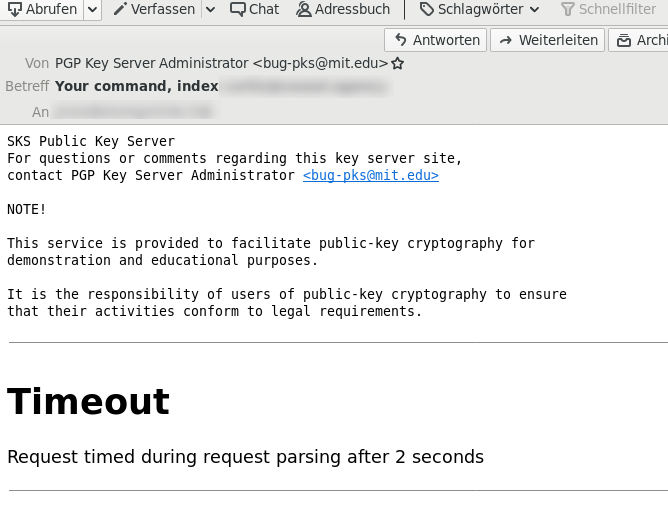 Abrufen Verfassen Chat Adressbuch Schlagwörter Schnellfilter
Antworten Weiterleiten Archi
Von PGP Key Server Administrator <bug-pks@mit.edu>
Betreff Your command, index
An
SKS Public Key Server
For questions or comments regarding this key server site,
contact PGP Key Server Administrator <bug-pks@mit.edu>
NOTE!
This service is provided to facilitate public-key cryptography for
demonstration and educational purposes.
It is the responsibility of users of public-key cryptography to ensure
that their activities conform to legal requirements.
Timeout
Request timed during request parsing after 2 seconds